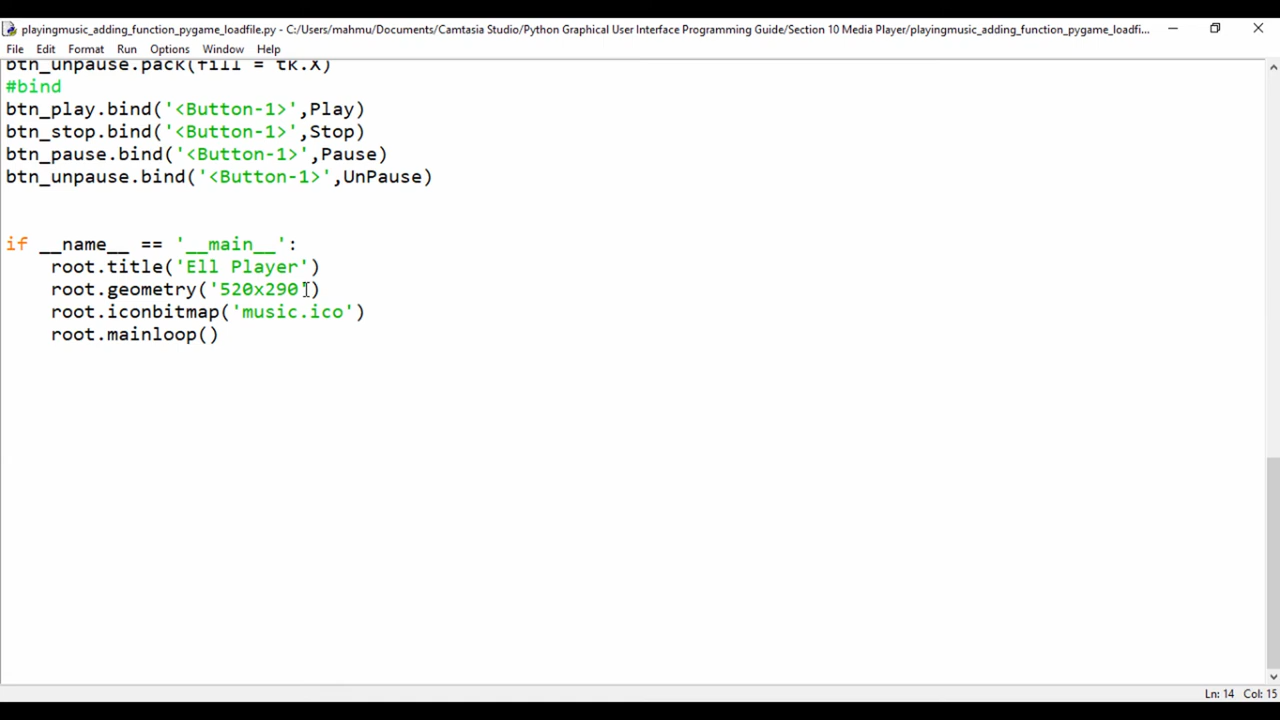 playingmusic_adding_function_pygame_loadfile.py - C:/Users/mahmu/Documents/Camtasia Studio/Python Graphical User Interface Programming Guide/Section 10 Media Player/playingmusic_adding_function_pygame_loadfi...
File Edit Format Run Options Window Help
btn_unpause.pack(fill = tk.X)
#bind
btn_play.bind('<Button-1>',Play)
btn_stop.bind('<Button-1>',Stop)
btn_pause.bind('<Button-1>',Pause)
btn_unpause.bind('<Button-1>',UnPause)
if __name__ == '__main__':
    root.title('Ell Player')
    root.geometry('520x290')
    root.iconbitmap('music.ico')
    root.mainloop()
Ln: 14 Col: 15